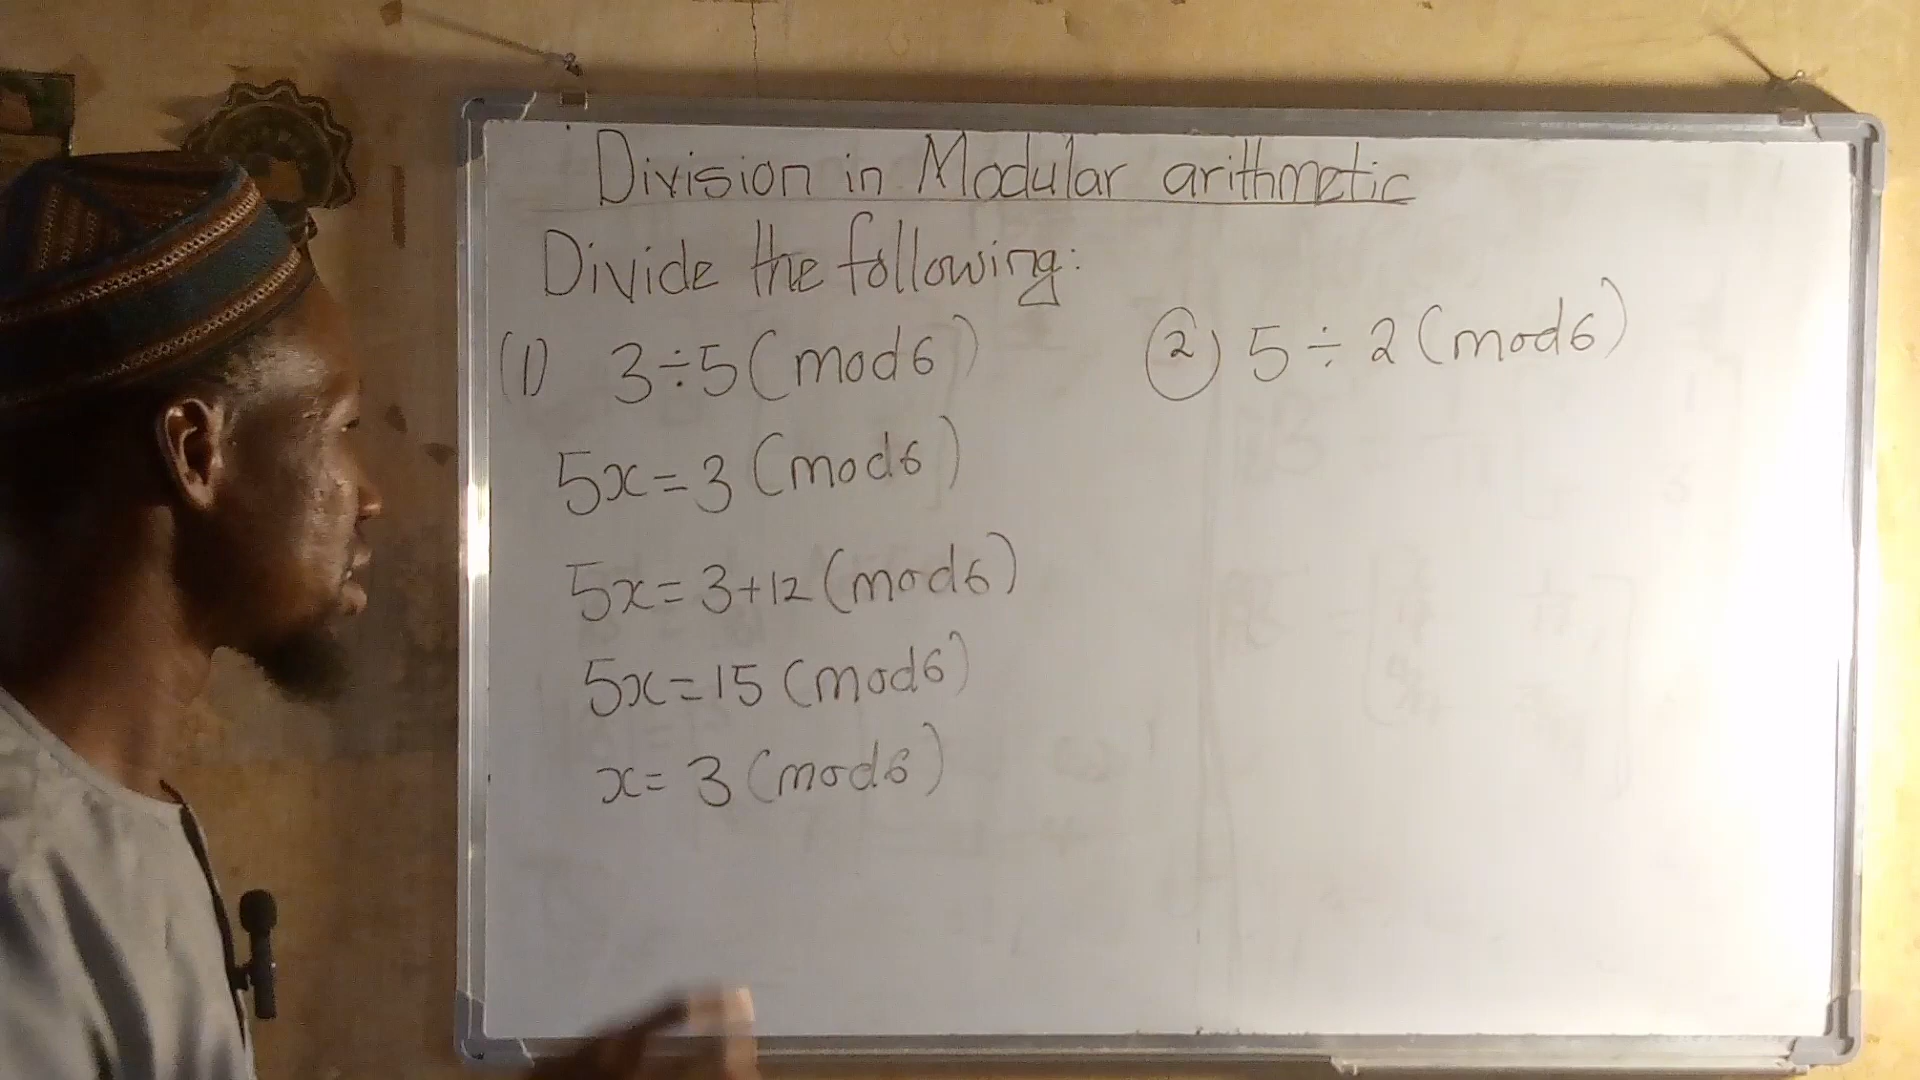 Division in Modular arithmetic
Divide the following:
(1) 3÷5(mod6)
5x=3(mod6)
5x=3+12(mod6)
5x=15(mod6)
x=3(mod6)
(2) 5÷2(mod6)